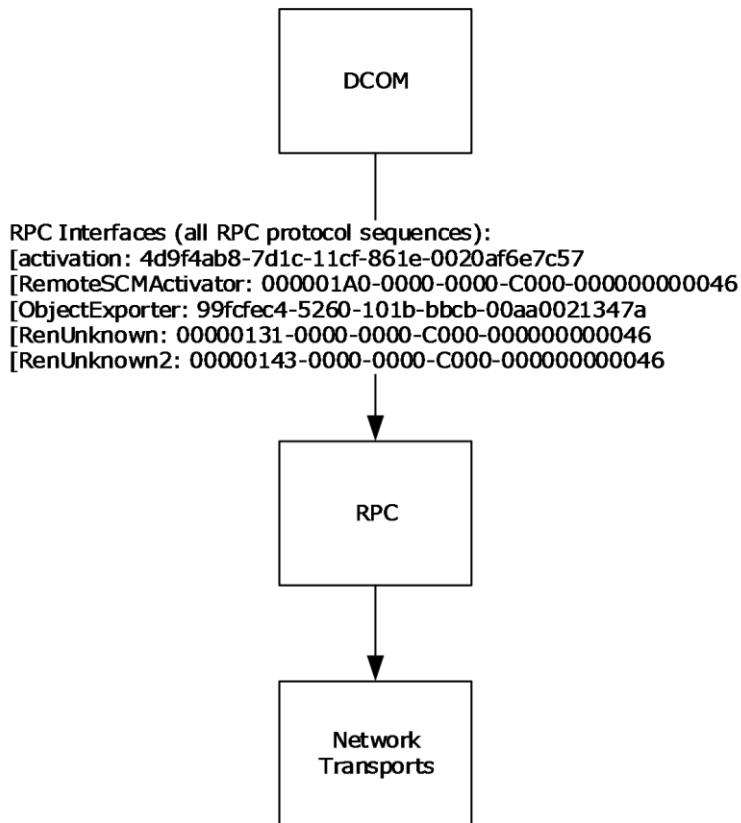 DCOM
RPC Interfaces (all RPC protocol sequences):
[activation: 4d9f4ab8-7d1c-11cf-861e-0020af6e7c57
[RemoteSCMActivator: 000001A0-0000-0000-C000-000000000046
[ObjectExporter: 99fcfec4-5260-101b-bbcb-00aa0021347a
[RenUnknown: 00000131-0000-0000-C000-000000000046
[RenUnknown2: 00000143-0000-0000-C000-000000000046
RPC
Network
Transports